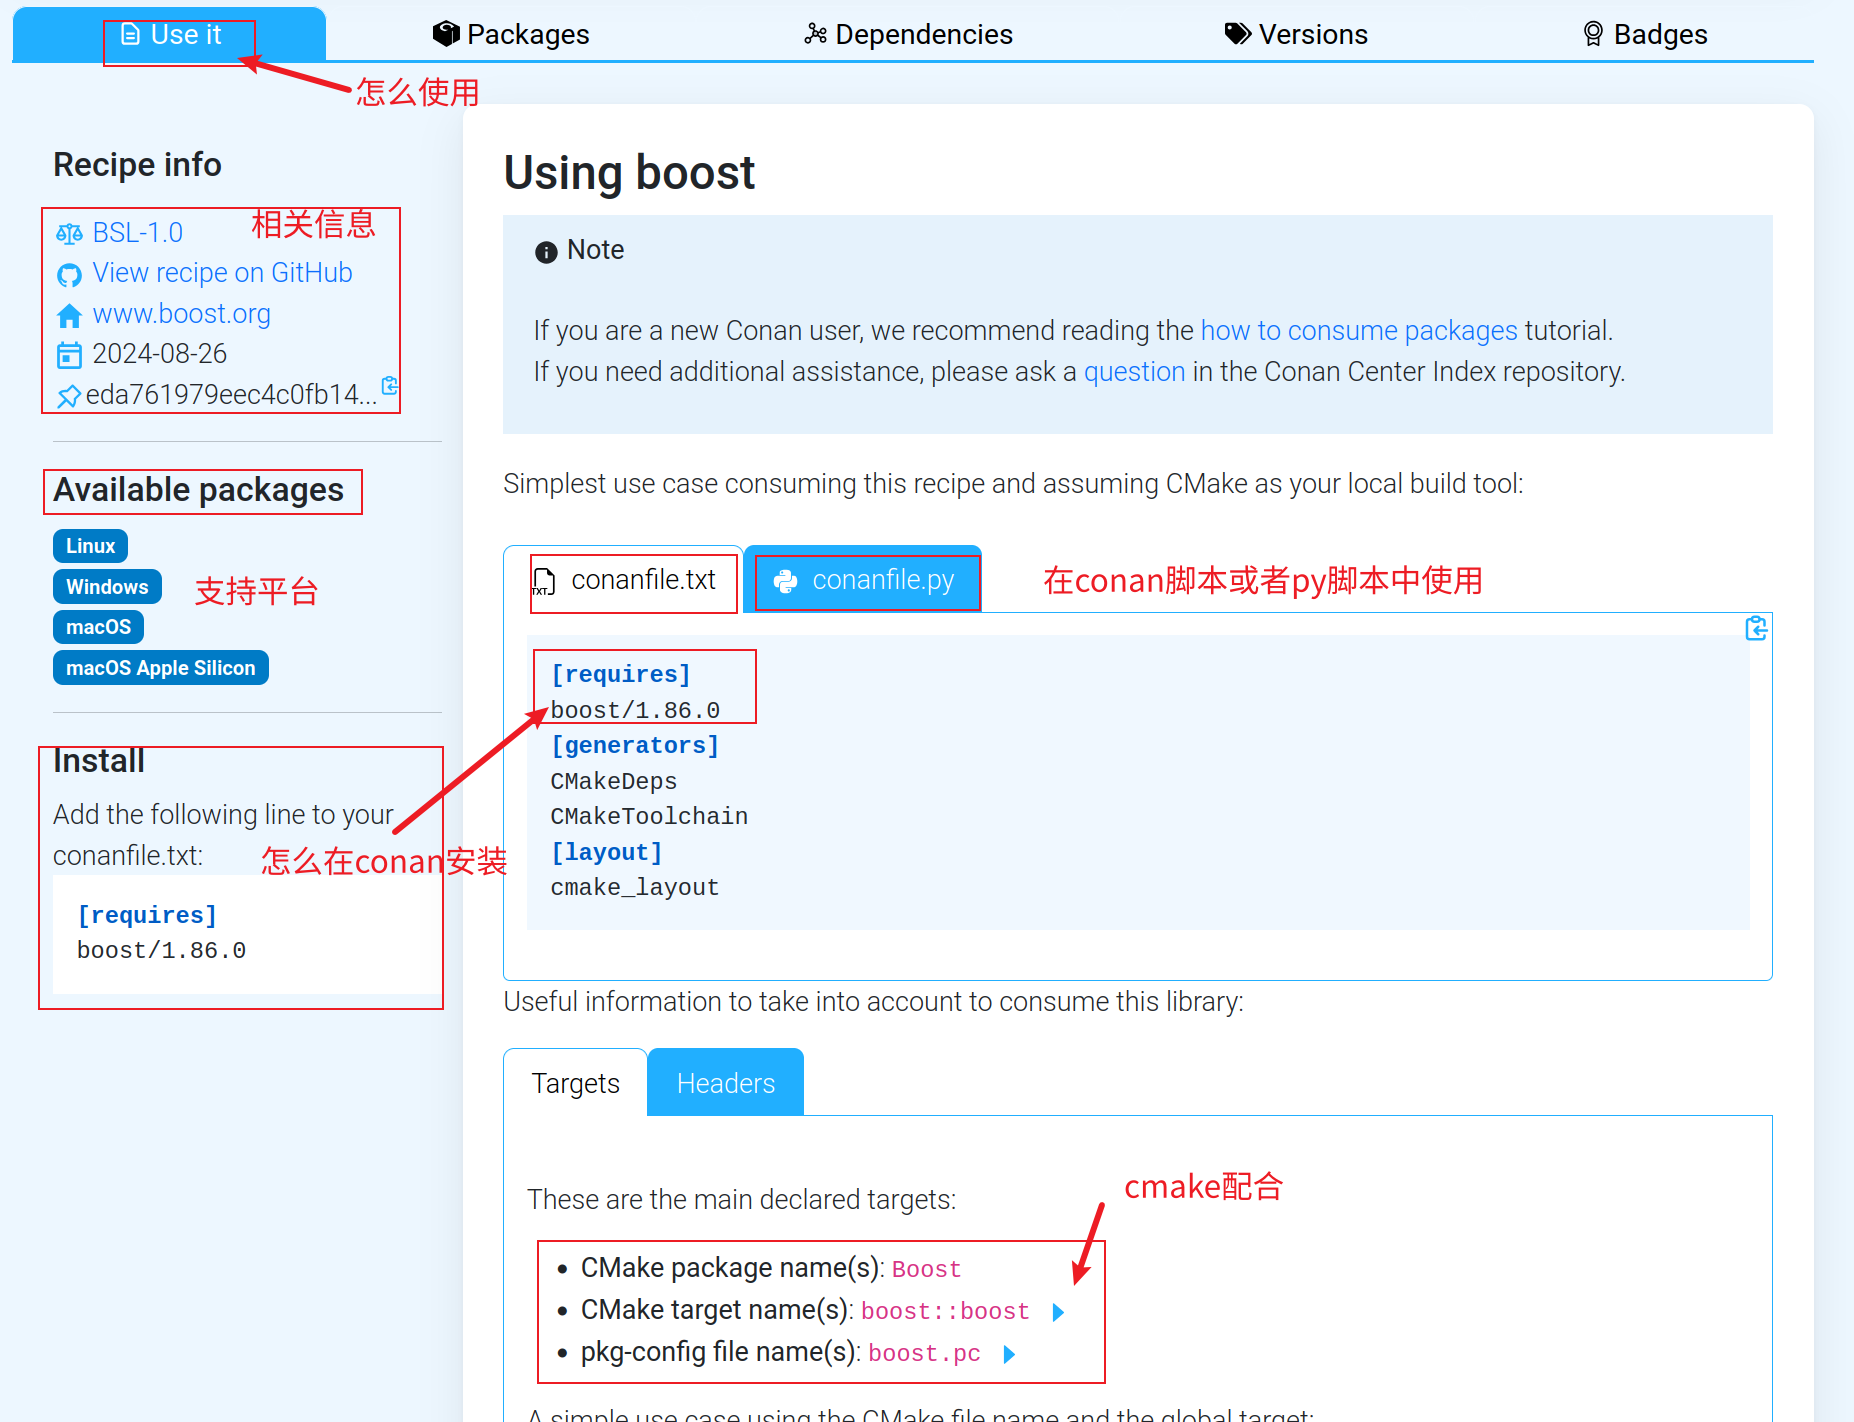 Use it
Packages
Dependencies
Versions
Badges
怎么使用
Recipe info
相关信息
BSL-1.0
View recipe on GitHub
www.boost.org
2024-08-26
eda761979eec4c0fb14...
Available packages
Linux
Windows
macOS
macOS Apple Silicon
支持平台
Install
Add the following line to your
conanfile.txt:
怎么在conan安装
[requires]
boost/1.86.0
Using boost
Note
If you are a new Conan user, we recommend reading the how to consume packages tutorial.
If you need additional assistance, please ask a question in the Conan Center Index repository.
Simplest use case consuming this recipe and assuming CMake as your local build tool:
TXT
conanfile.txt
conanfile.py
在conan脚本或者py脚本中使用
[requires]
boost/1.86.0
[generators]
CMakeDeps
CMakeToolchain
[layout]
cmake_layout
Useful information to take into account to consume this library:
Targets
Headers
These are the main declared targets:
cmake配合
• CMake package name(s): Boost
• CMake target name(s): boost::boost
• pkg-config file name(s): boost.pc
A simple use case using the CMake file name and the global target: